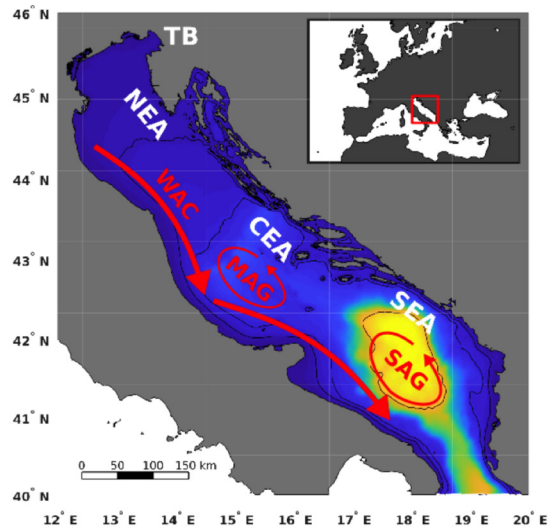 46° N
TB
45° N
NEA
44° N
WAC
CEA
43° N
MAG
SEA
42° N
SAG
41° N
0 50 100 150 km
40° N
12° E 13° E 14° E 15° E 16° E 17° E 18° E 19° E 20° E